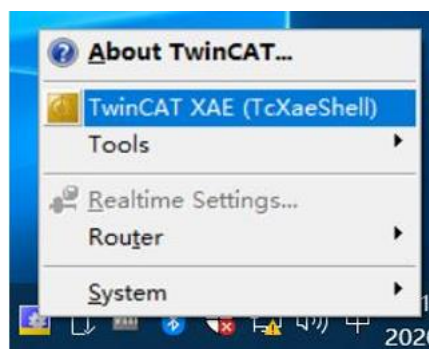 About TwinCAT...
TwinCAT XAE (TcXaeShell)
Tools
Realtime Settings...
Router
System
中